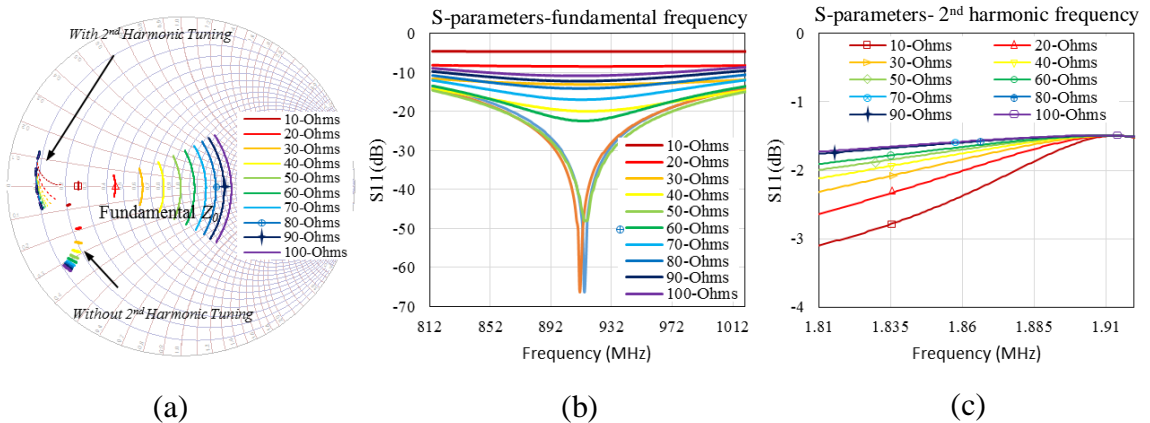 With 2nd Harmonic Tuning
10-Ohms
20-Ohms
30-Ohms
40-Ohms
50-Ohms
60-Ohms
70-Ohms
80-Ohms
90-Ohms
100-Ohms
Fundamental Z0
Without 2nd Harmonic Tuning
(a)
S-parameters-fundamental frequency
S11(dB)
0
-10
-20
-30
-40
-50
-60
-70
812
852
892
932
972
1012
Frequency (MHz)
10-Ohms
20-Ohms
30-Ohms
40-Ohms
50-Ohms
60-Ohms
70-Ohms
80-Ohms
90-Ohms
100-Ohms
(b)
S-parameters- 2nd harmonic frequency
10-Ohms
20-Ohms
30-Ohms
40-Ohms
50-Ohms
60-Ohms
70-Ohms
80-Ohms
90-Ohms
100-Ohms
S11(dB)
0
-1
-2
-3
-4
1.81
1.835
1.86
1.885
1.91
Frequency (MHz)
(c)